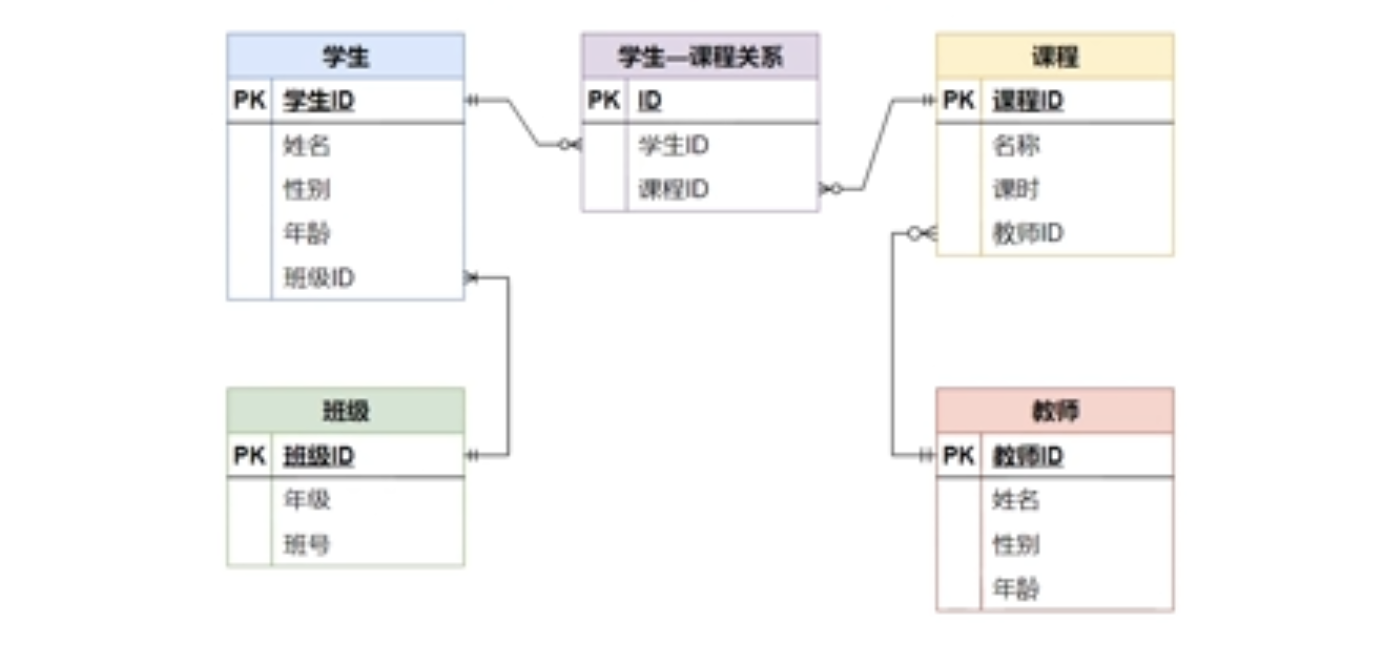 学生
PK 学生ID
姓名
性别
年龄
班级ID
学生—课程关系
PK ID
学生ID
课程ID
课程
PK 课程ID
名称
课时
教师ID
班级
PK 班级ID
年级
班号
教师
PK 教师ID
姓名
性别
年龄